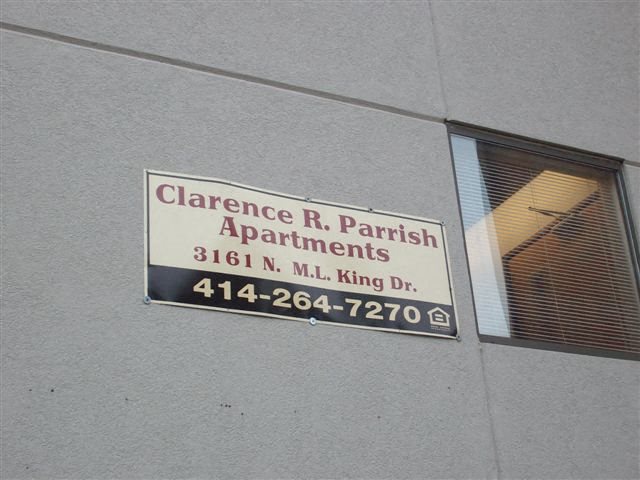 Clarence R. Parrish
Apartments
3161 N. M.L. King Dr.
414-264-7270